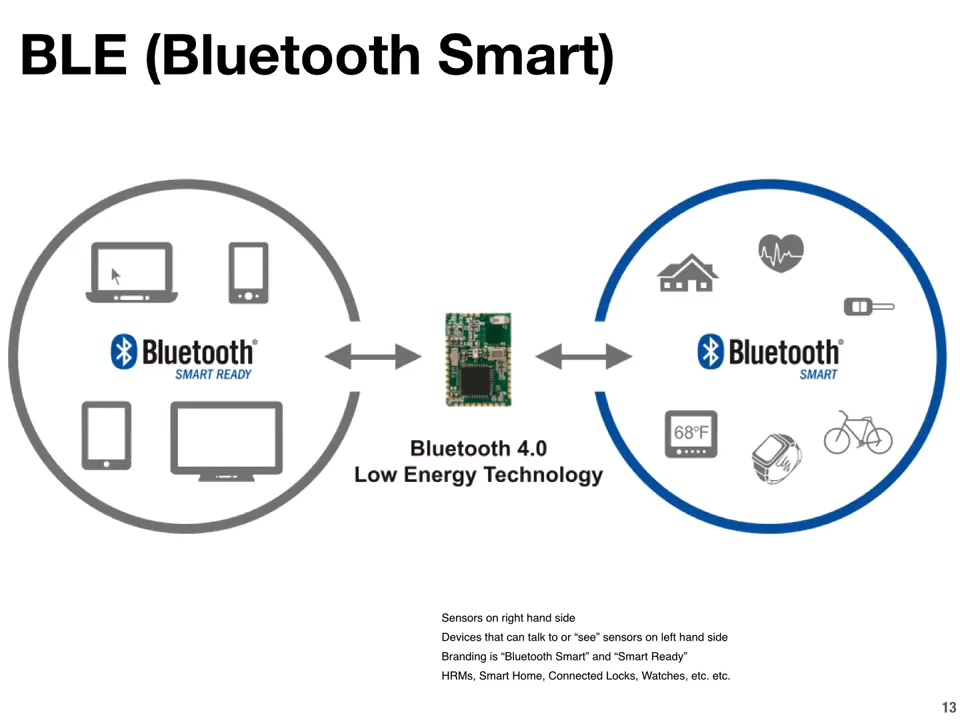 BLE (Bluetooth Smart)
Bluetooth®
SMART READY
Bluetooth®
SMART
68°F
Bluetooth 4.0
Low Energy Technology
Sensors on right hand side
Devices that can talk to or “see” sensors on left hand side
Branding is “Bluetooth Smart” and “Smart Ready”
HRMs, Smart Home, Connected Locks, Watches, etc. etc.
13